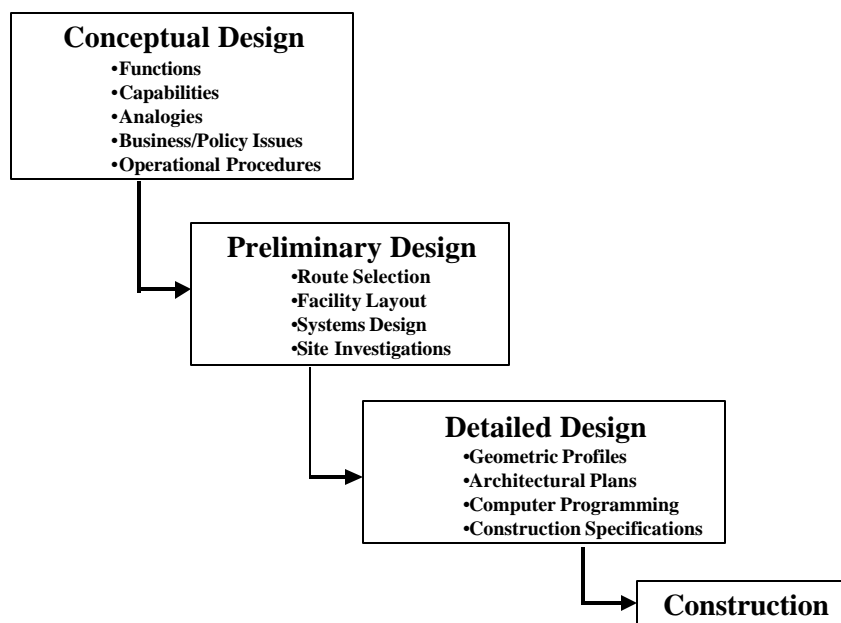 Conceptual Design
•Functions
•Capabilities
•Analogies
•Business/Policy Issues
•Operational Procedures
Preliminary Design
•Route Selection
•Facility Layout
•Systems Design
•Site Investigations
Detailed Design
•Geometric Profiles
•Architectural Plans
•Computer Programming
•Construction Specifications
Construction